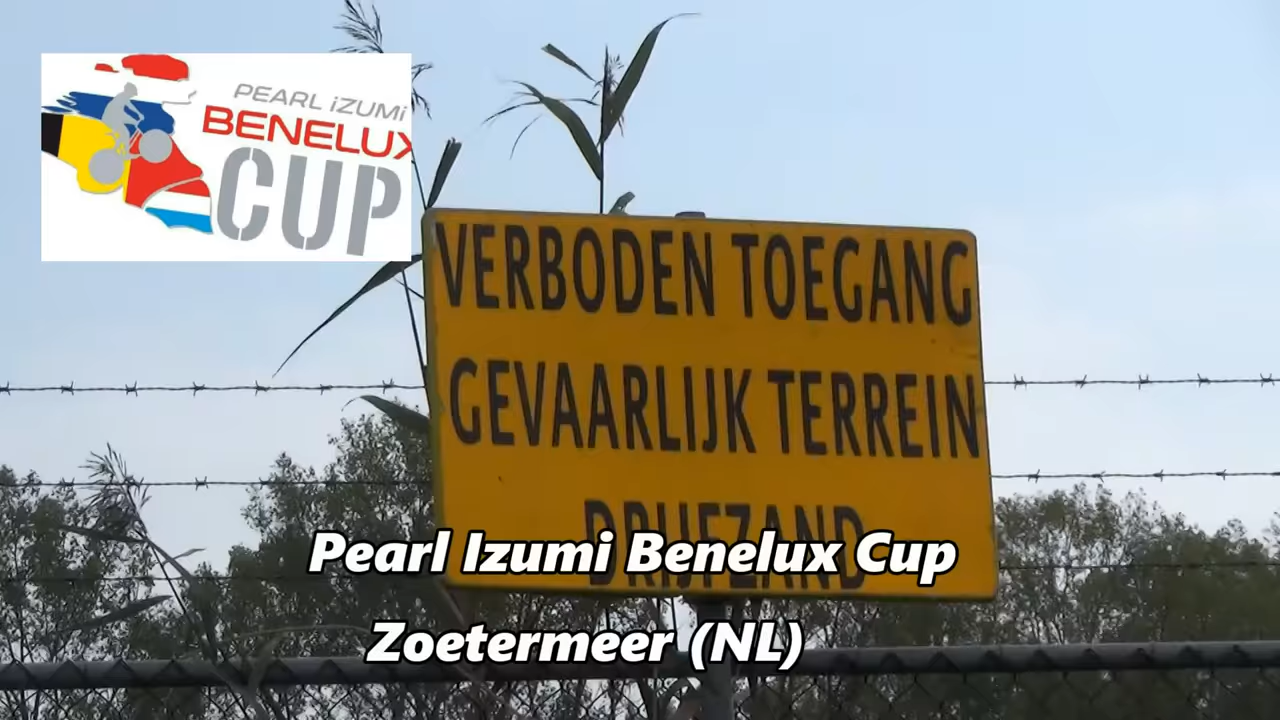 PEARL iZUMi
BENELUX
CUP
VERBODEN TOEGANG
GEVAARLIJK TERREIN
DRIJFZAND
Pearl Izumi Benelux Cup
Zoetermeer (NL)